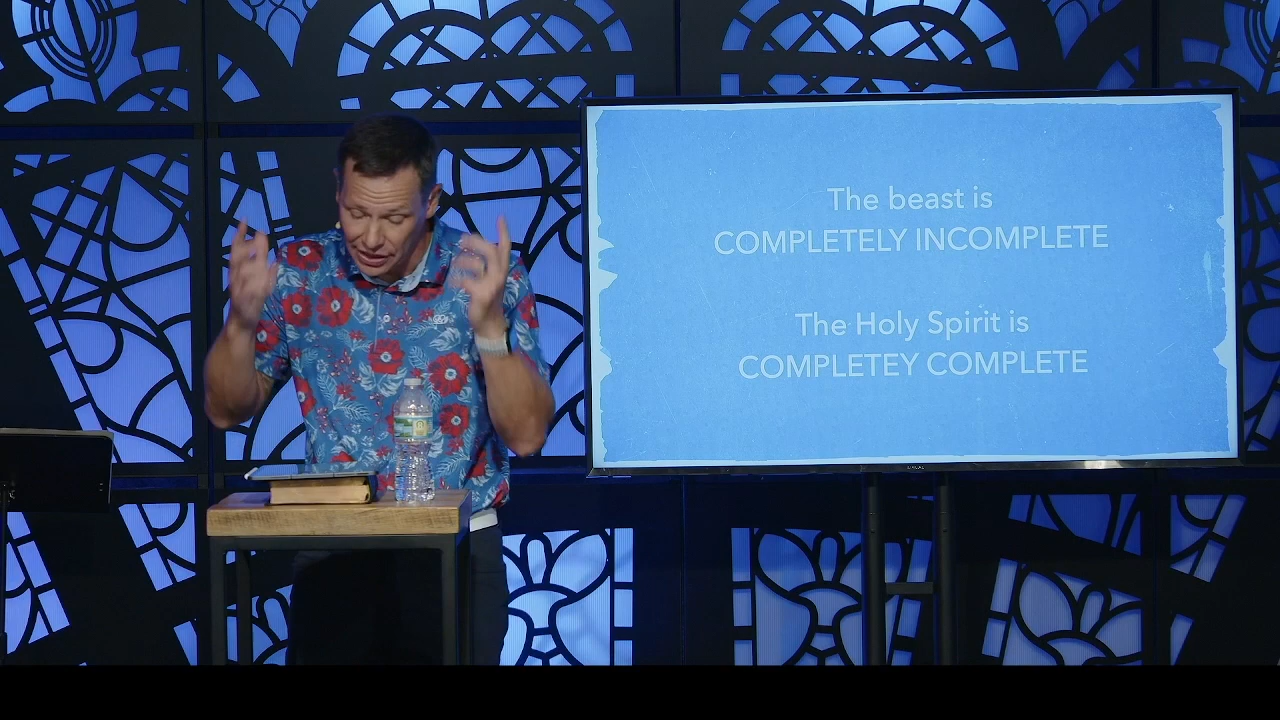 The beast is
COMPLETELY INCOMPLETE
The Holy Spirit is
COMPLETEY COMPLETE